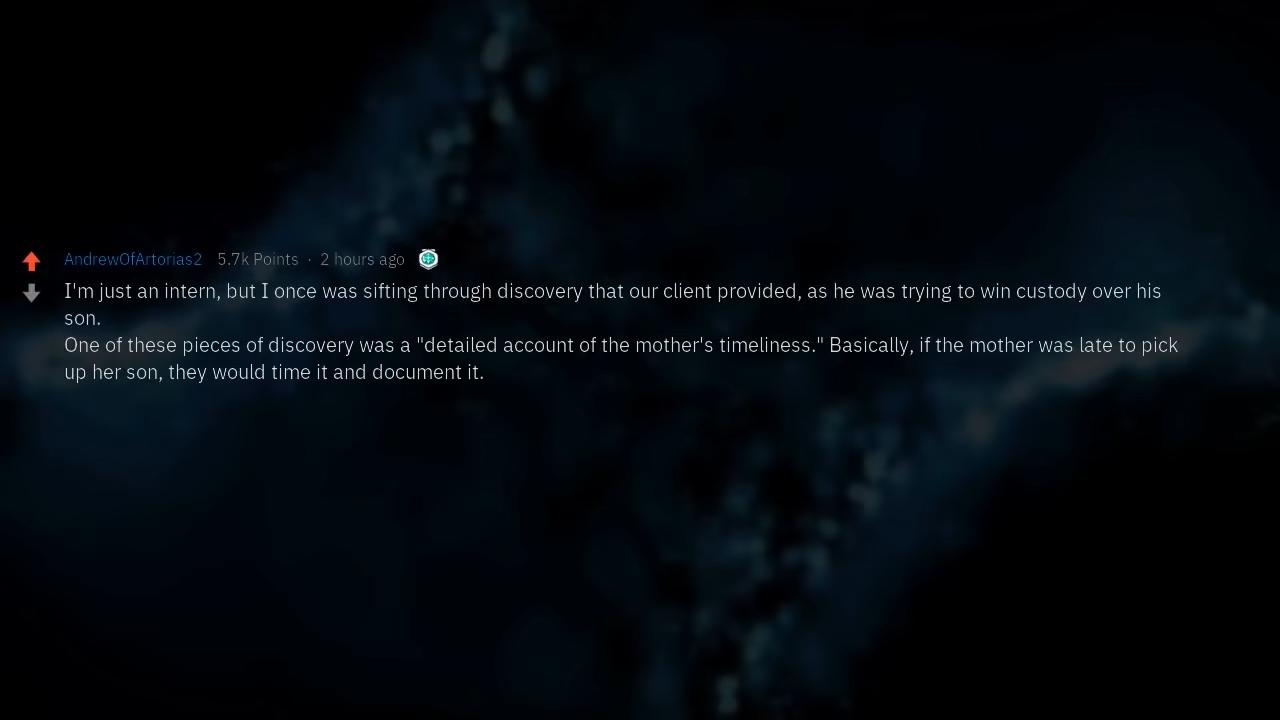 AndrewOfArtorias2 5.7k Points · 2 hours ago
I'm just an intern, but I once was sifting through discovery that our client provided, as he was trying to win custody over his
son.
One of these pieces of discovery was a "detailed account of the mother's timeliness." Basically, if the mother was late to pick
up her son, they would time it and document it.